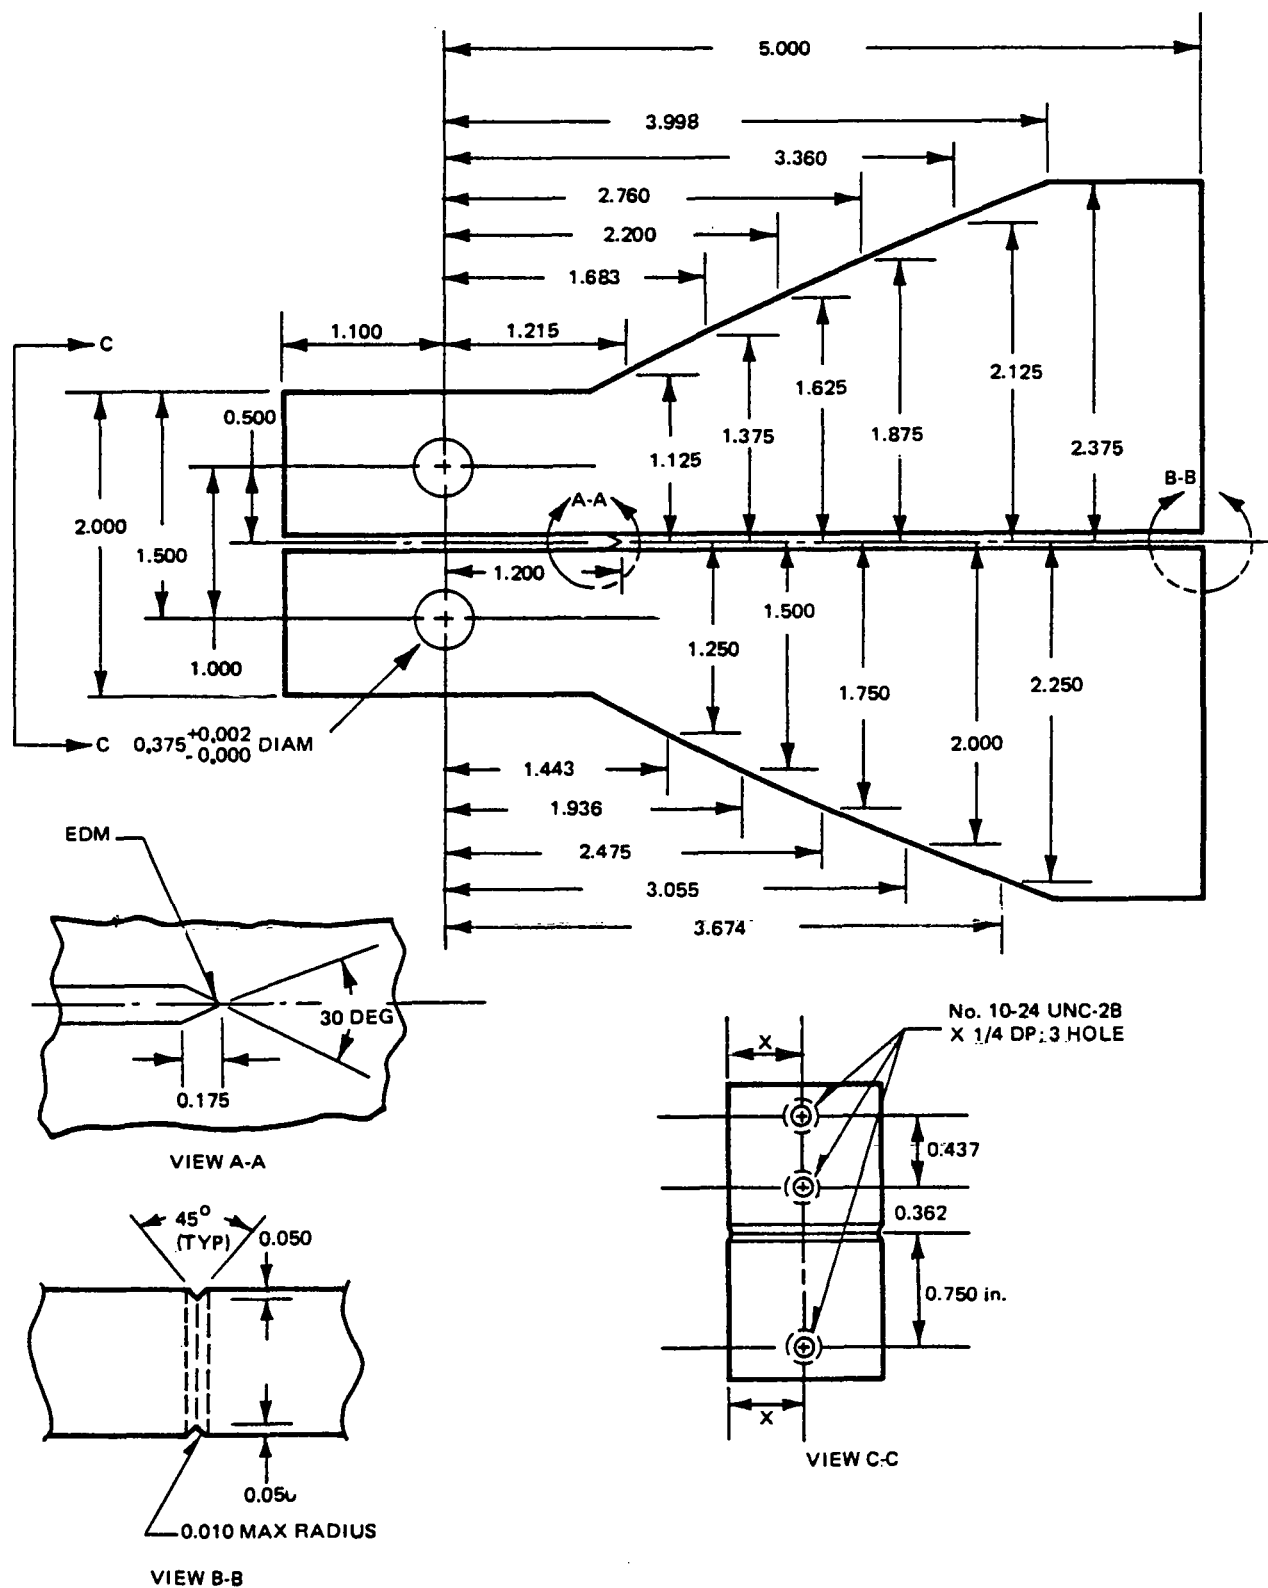 5.000
3.998
3.360
2.760
2.200
1.683
1.100
1.215
C
0.500
1.125
1.375
1.625
1.875
2.125
2.375
A-A
B-B
2.000
1.500
1.000
1.200
1.250
1.500
1.750
2.000
2.250
C
0.375 +0.002 -0.000 DIAM
1.443
1.936
2.475
3.055
3.674
EDM
30 DEG
0.175
VIEW A-A
45° (TYP)
0.050
0.050
0.010 MAX RADIUS
VIEW B-B
No. 10-24 UNC-2B
X 1/4 DP; 3 HOLE
X
0.437
0.362
0.750 in.
X
VIEW C-C